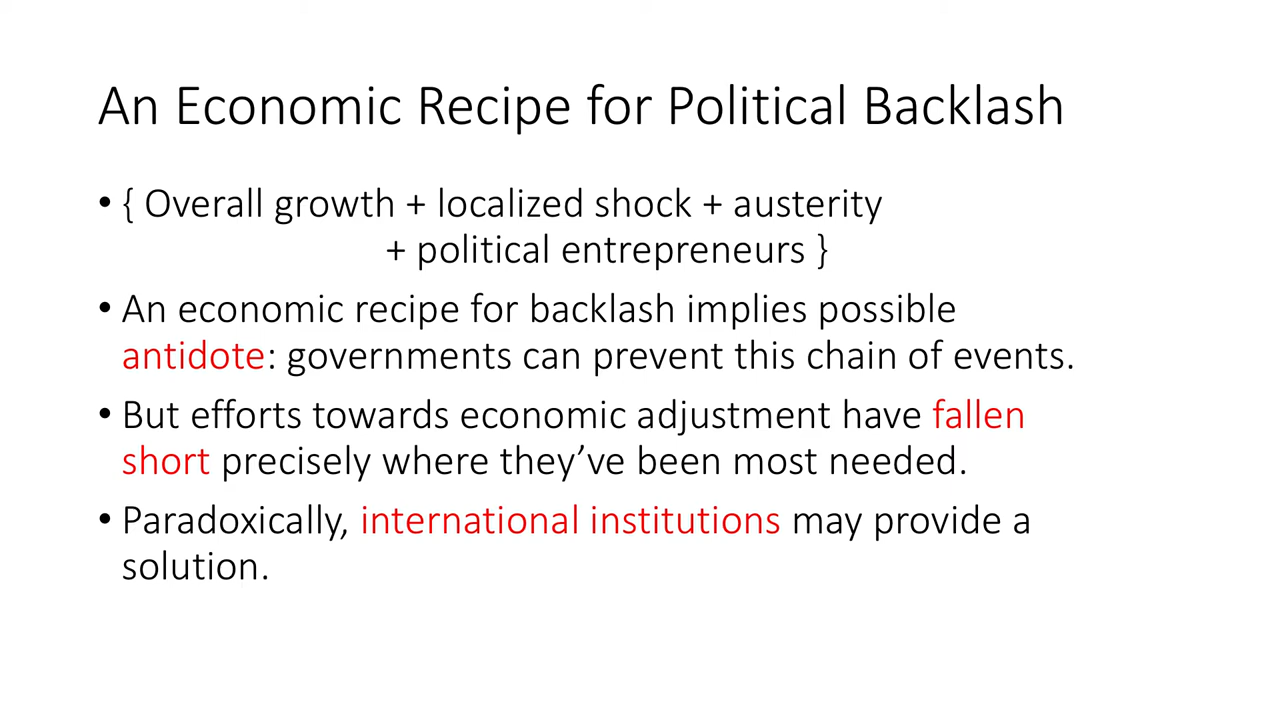 An Economic Recipe for Political Backlash
• { Overall growth + localized shock + austerity
+ political entrepreneurs }
• An economic recipe for backlash implies possible
antidote: governments can prevent this chain of events.
• But efforts towards economic adjustment have fallen
short precisely where they’ve been most needed.
• Paradoxically, international institutions may provide a
solution.